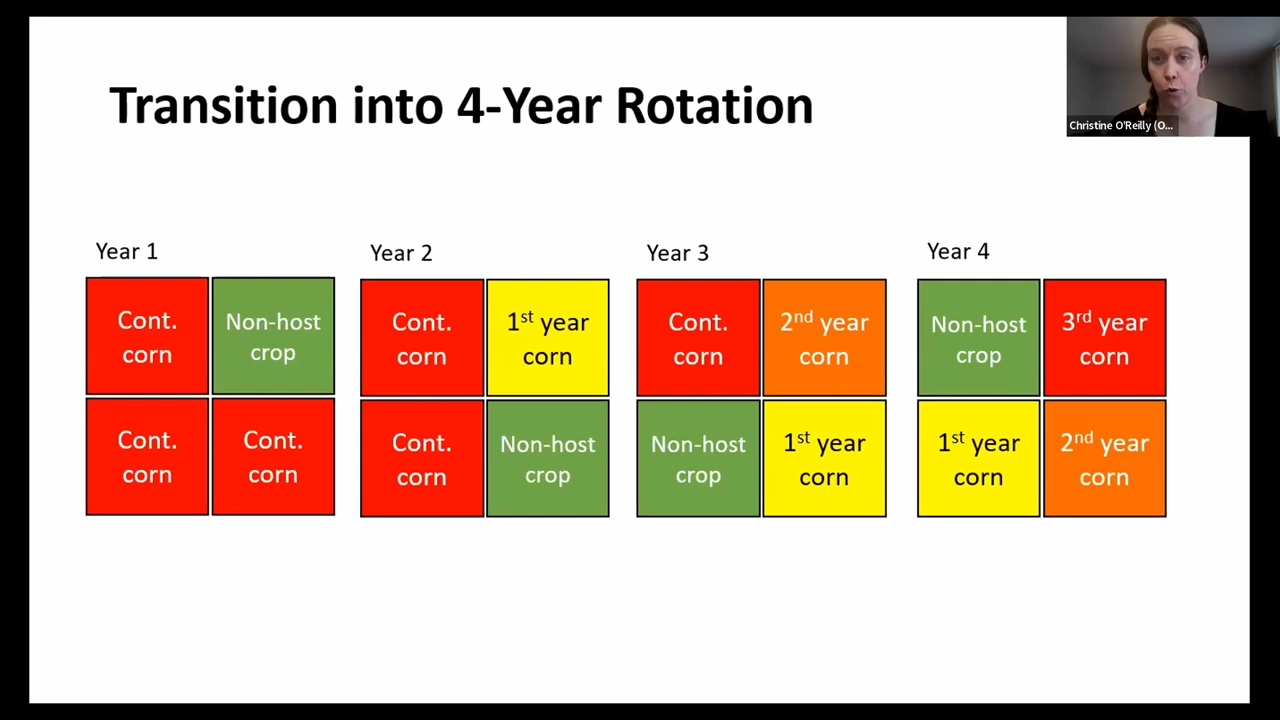 Transition into 4-Year Rotation
Christine O'Reilly (O...
Year 1
Cont.
corn
Non-host
crop
Cont.
corn
Cont.
corn
Year 2
Cont.
corn
1st year
corn
Cont.
corn
Non-host
crop
Year 3
Cont.
corn
2nd year
corn
Non-host
crop
1st year
corn
Year 4
Non-host
crop
3rd year
corn
1st year
corn
2nd year
corn